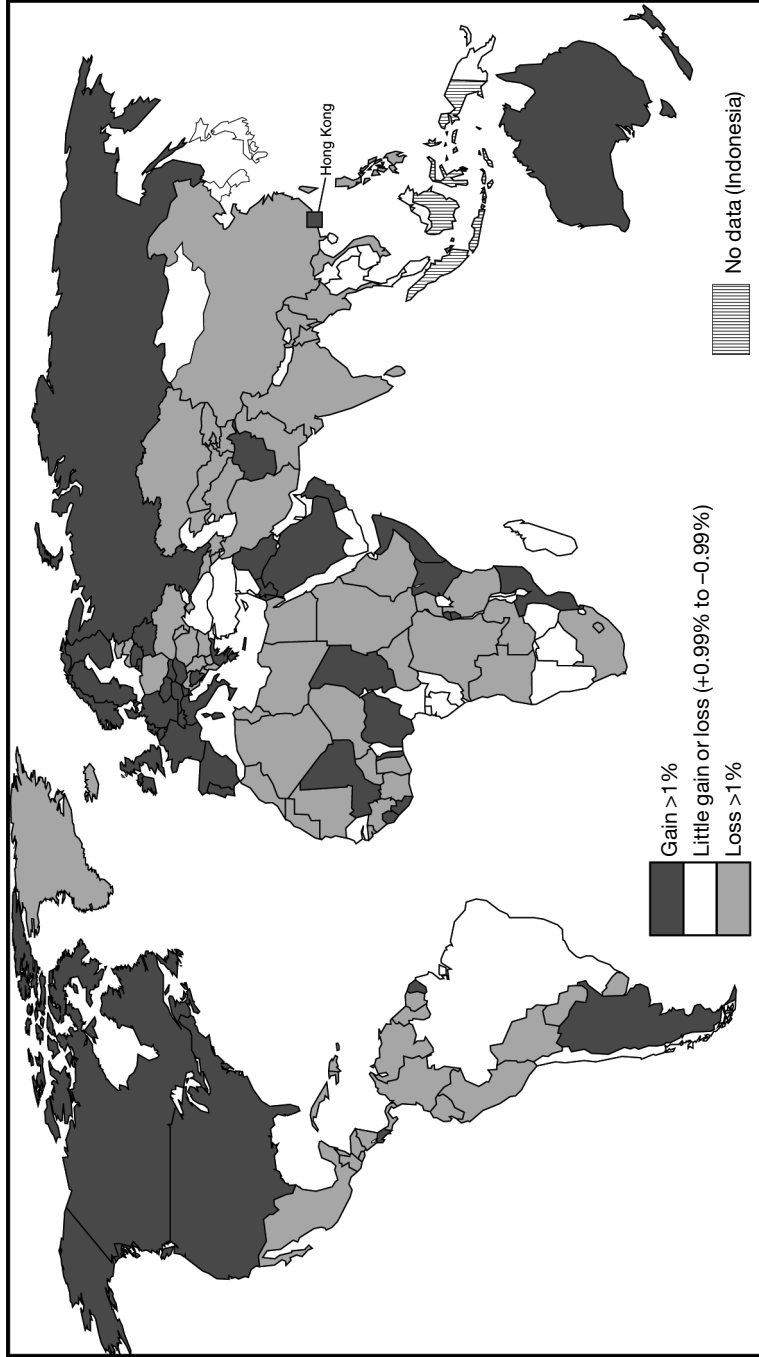 Hong Kong
Gain >1%
Little gain or loss (+0.99% to –0.99%)
Loss >1%
No data (Indonesia)